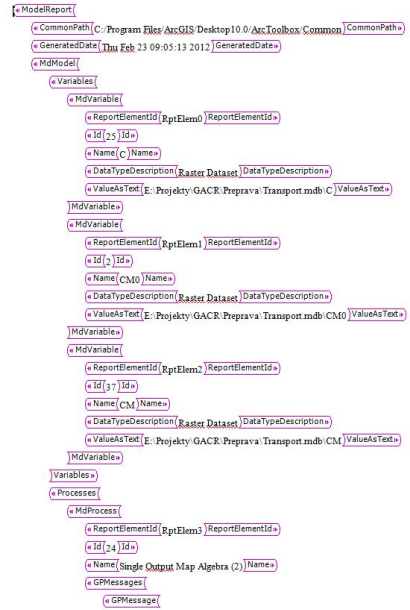 ModelReport
CommonPath C:/Program Files/ArcGIS/Desktop10.0/ArcToolbox/Common CommonPath
GeneratedDate Thu Feb 23 09:05:13 2012 GeneratedDate
MdModel
Variables
MdVariable
ReportElementId RptElem0 ReportElementId
Id 25 Id
Name C Name
DataTypeDescription Raster Dataset DataTypeDescription
ValueAsText E:\Projekty\GACR\Preprava\Transport.mdb\C ValueAsText
MdVariable
MdVariable
ReportElementId RptElem1 ReportElementId
Id 2 Id
Name CM0 Name
DataTypeDescription Raster Dataset DataTypeDescription
ValueAsText E:\Projekty\GACR\Preprava\Transport.mdb\CM0 ValueAsText
MdVariable
MdVariable
ReportElementId RptElem2 ReportElementId
Id 37 Id
Name CM Name
DataTypeDescription Raster Dataset DataTypeDescription
ValueAsText E:\Projekty\GACR\Preprava\Transport.mdb\CM ValueAsText
MdVariable
Variables
Processes
MdProcess
ReportElementId RptElem3 ReportElementId
Id 24 Id
Name Single Output Map Algebra (2) Name
GPMessages
GPMessage